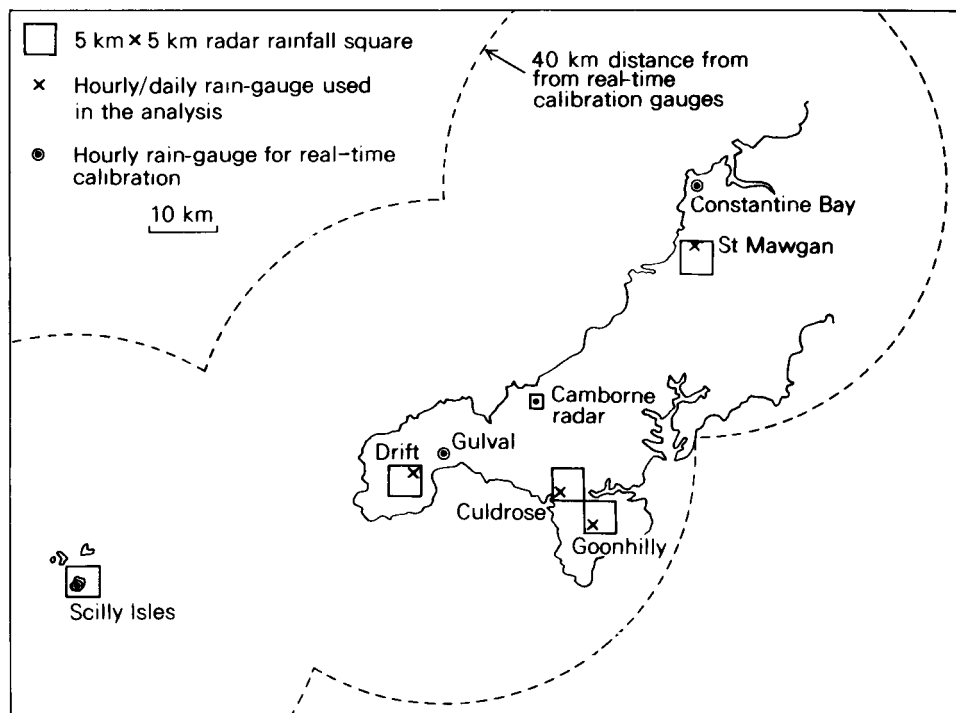 5 km × 5 km radar rainfall square
Hourly/daily rain-gauge used
in the analysis
Hourly rain-gauge for real-time
calibration
10 km
40 km distance from
from real-time
calibration gauges
Constantine Bay
St Mawgan
Camborne
radar
Gulval
Drift
Culdrose
Goonhilly
Scilly Isles